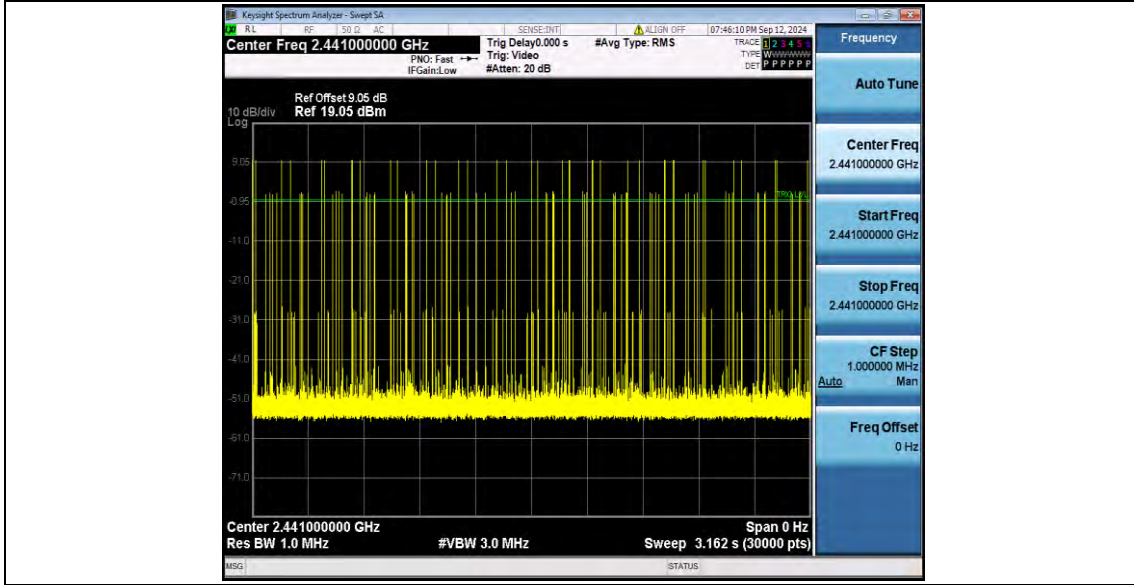 Keysight Spectrum Analyzer - Swept SA
RL RF 50 Ω AC SENSE:INT ALIGN OFF 07:46:10 PM Sep 12, 2024
Center Freq 2.441000000 GHz Trig Delay0.000 s #Avg Type: RMS TRACE 1 2 3 4 5 6
PNO: Fast Trig: Video TYPE W
IFGain:Low #Atten: 20 dB DET P P P P P P
Ref Offset 9.05 dB
10 dB/div Ref 19.05 dBm
Log
9.05
TRIG LVL
-0.95
-11.0
-21.0
-31.0
-41.0
-51.0
-61.0
-71.0
Center 2.441000000 GHz Span 0 Hz
Res BW 1.0 MHz #VBW 3.0 MHz Sweep 3.162 s (30000 pts)
MSG STATUS
Frequency
Auto Tune
Center Freq
2.441000000 GHz
Start Freq
2.441000000 GHz
Stop Freq
2.441000000 GHz
CF Step
1.000000 MHz
Auto Man
Freq Offset
0 Hz